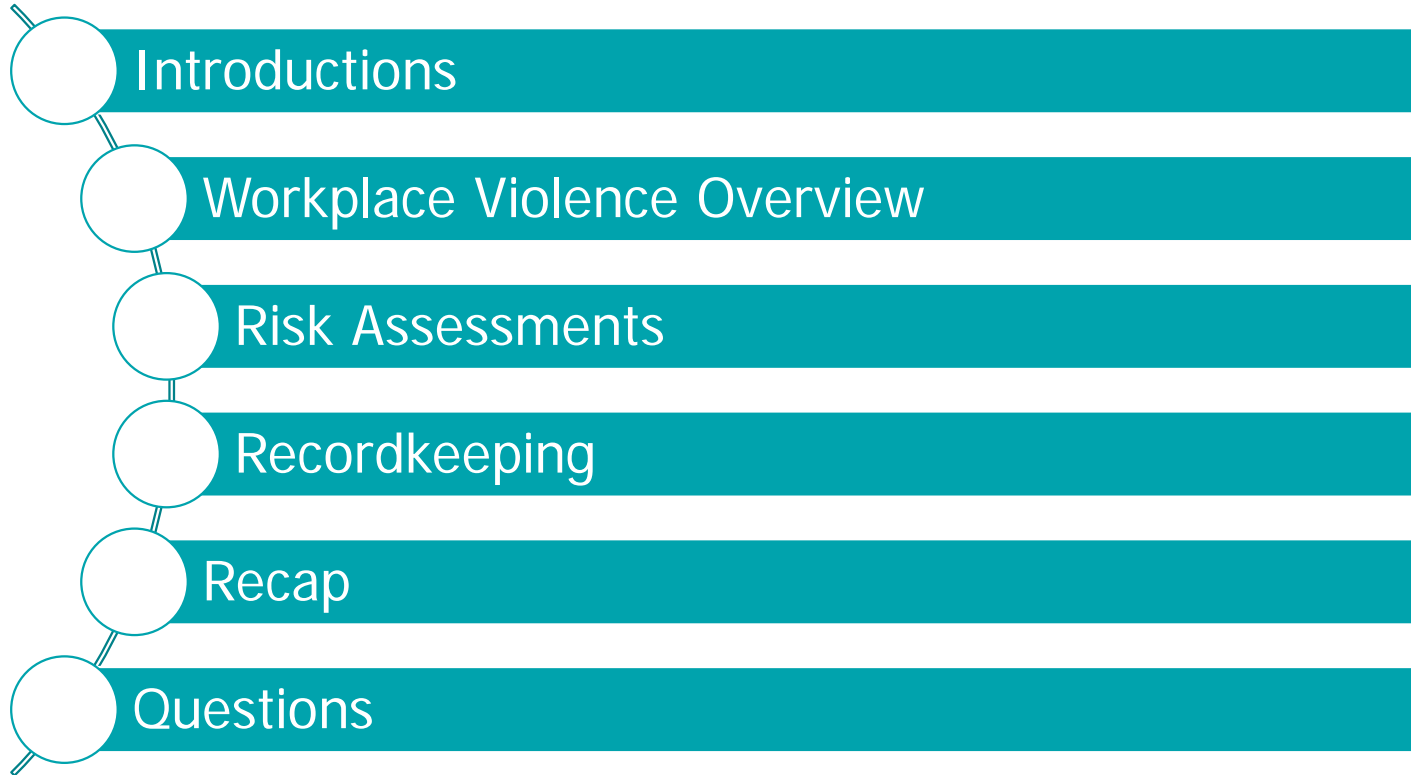 Introductions
Workplace Violence Overview
Risk Assessments
Recordkeeping
Recap
Questions